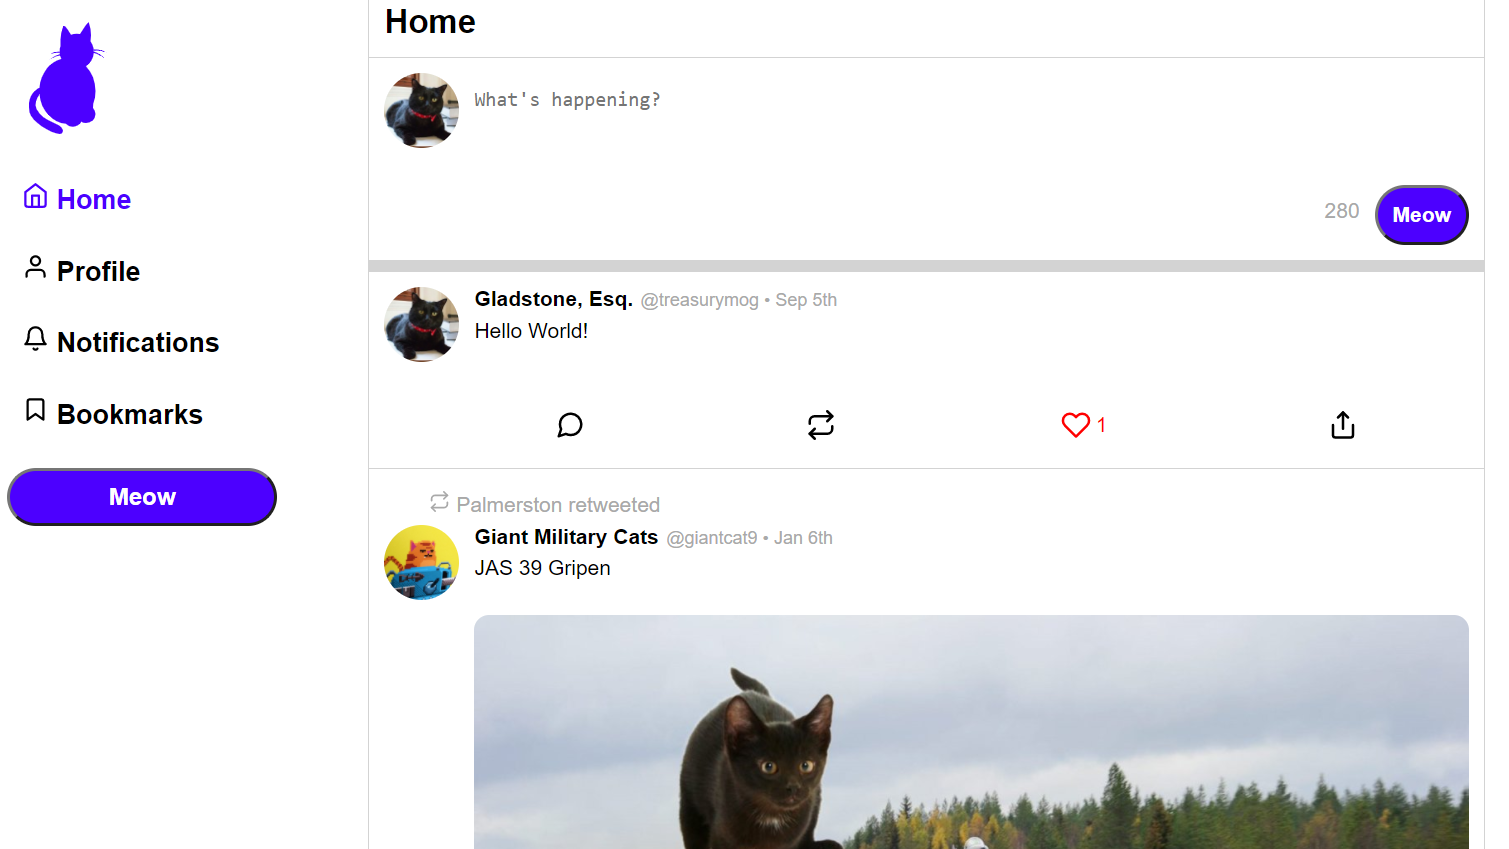 Home
Home
Profile
Notifications
Bookmarks
Meow
What's happening?
280
Meow
Gladstone, Esq. @treasurymog • Sep 5th
Hello World!
1
Palmerston retweeted
Giant Military Cats @giantcat9 • Jan 6th
JAS 39 Gripen